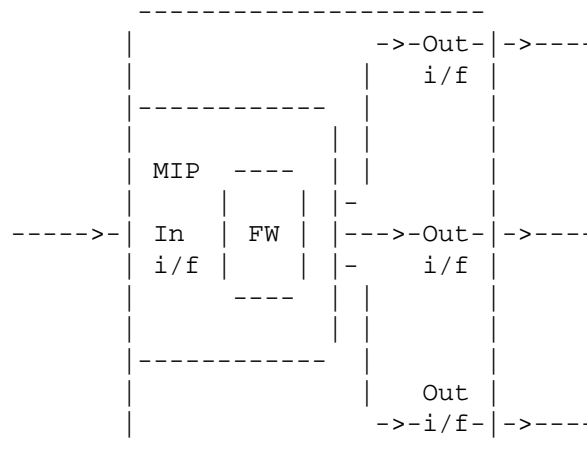 ->-Out-|->----
i/f
MIP
In FW --->-Out-|->----
i/f i/f
Out
->-i/f-|->----